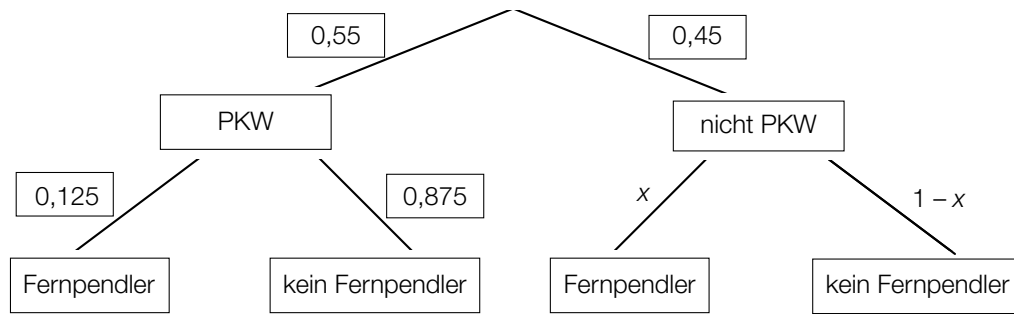 0,55
0,45
PKW
nicht PKW
0,125
0,875
x
1 – x
Fernpendler
kein Fernpendler
Fernpendler
kein Fernpendler